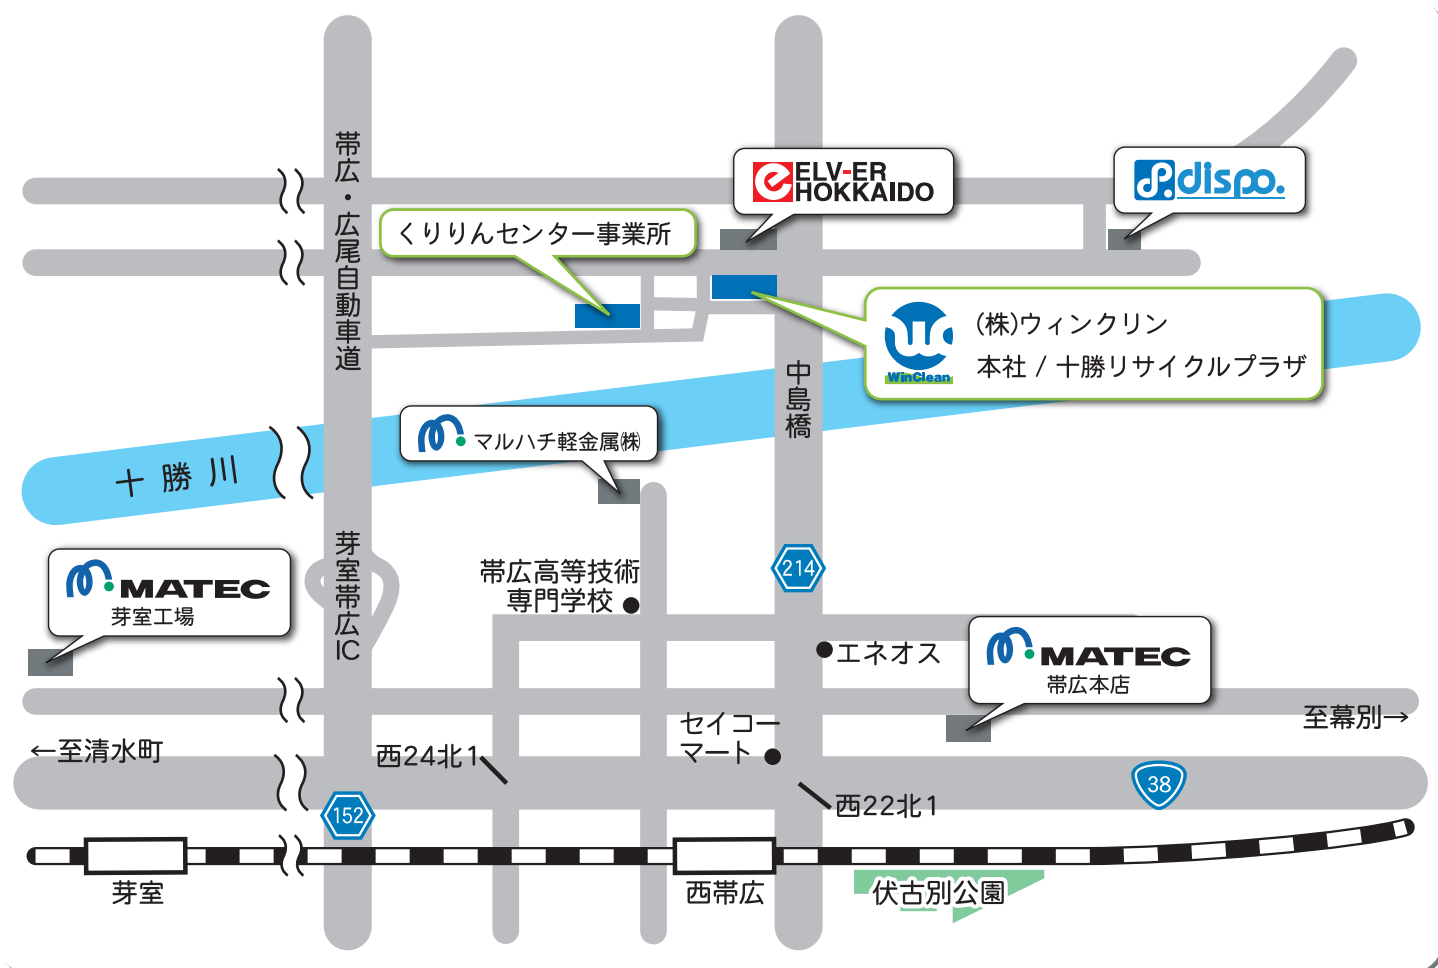 帯広・広尾自動車道
ELV-ER
HOKKAIDO
dispo.
くりりんセンター事業所
(株)ウィンクリン
本社 / 十勝リサイクルプラザ
WinClean
中島橋
マルハチ軽金属㈱
十勝川
MATEC
芽室工場
芽室帯広IC
帯広高等技術
専門学校
214
エネオス
MATEC
帯広本店
至幕別→
セイコー
マート
←至清水町
西24北1
西22北1
38
152
芽室
西帯広
伏古別公園